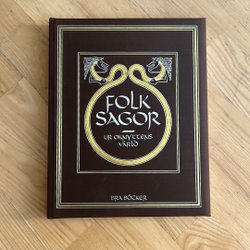 FOLK
SAGOR
UR OKNYTTENS
VÄRLD
BRA BÖCKER